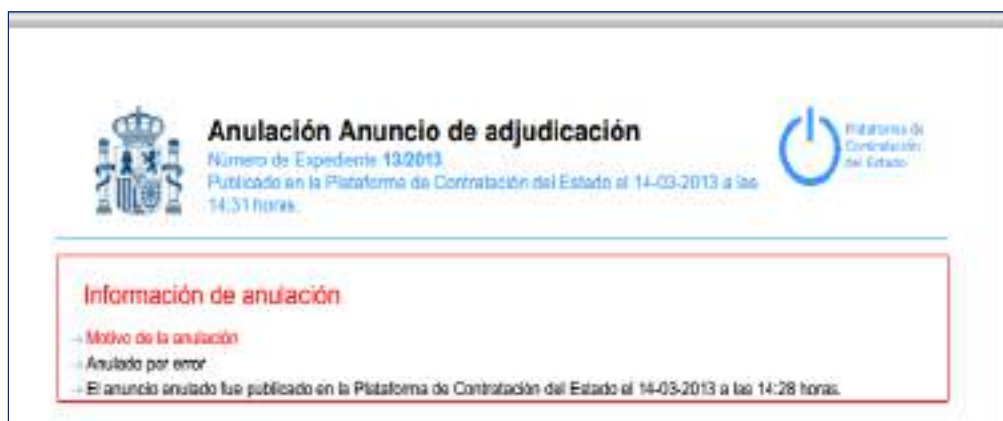 Anulación Anuncio de adjudicación
Número de Expediente 13/2013
Publicado en la Plataforma de Contratación del Estado el 14-03-2013 a las
14:31 horas.
Plataforma de
Contratación
del Estado
Información de anulación
→ Motivo de la anulación
→ Anulado por error
→ El anuncio anulado fue publicado en la Plataforma de Contratación del Estado el 14-03-2013 a las 14:28 horas.